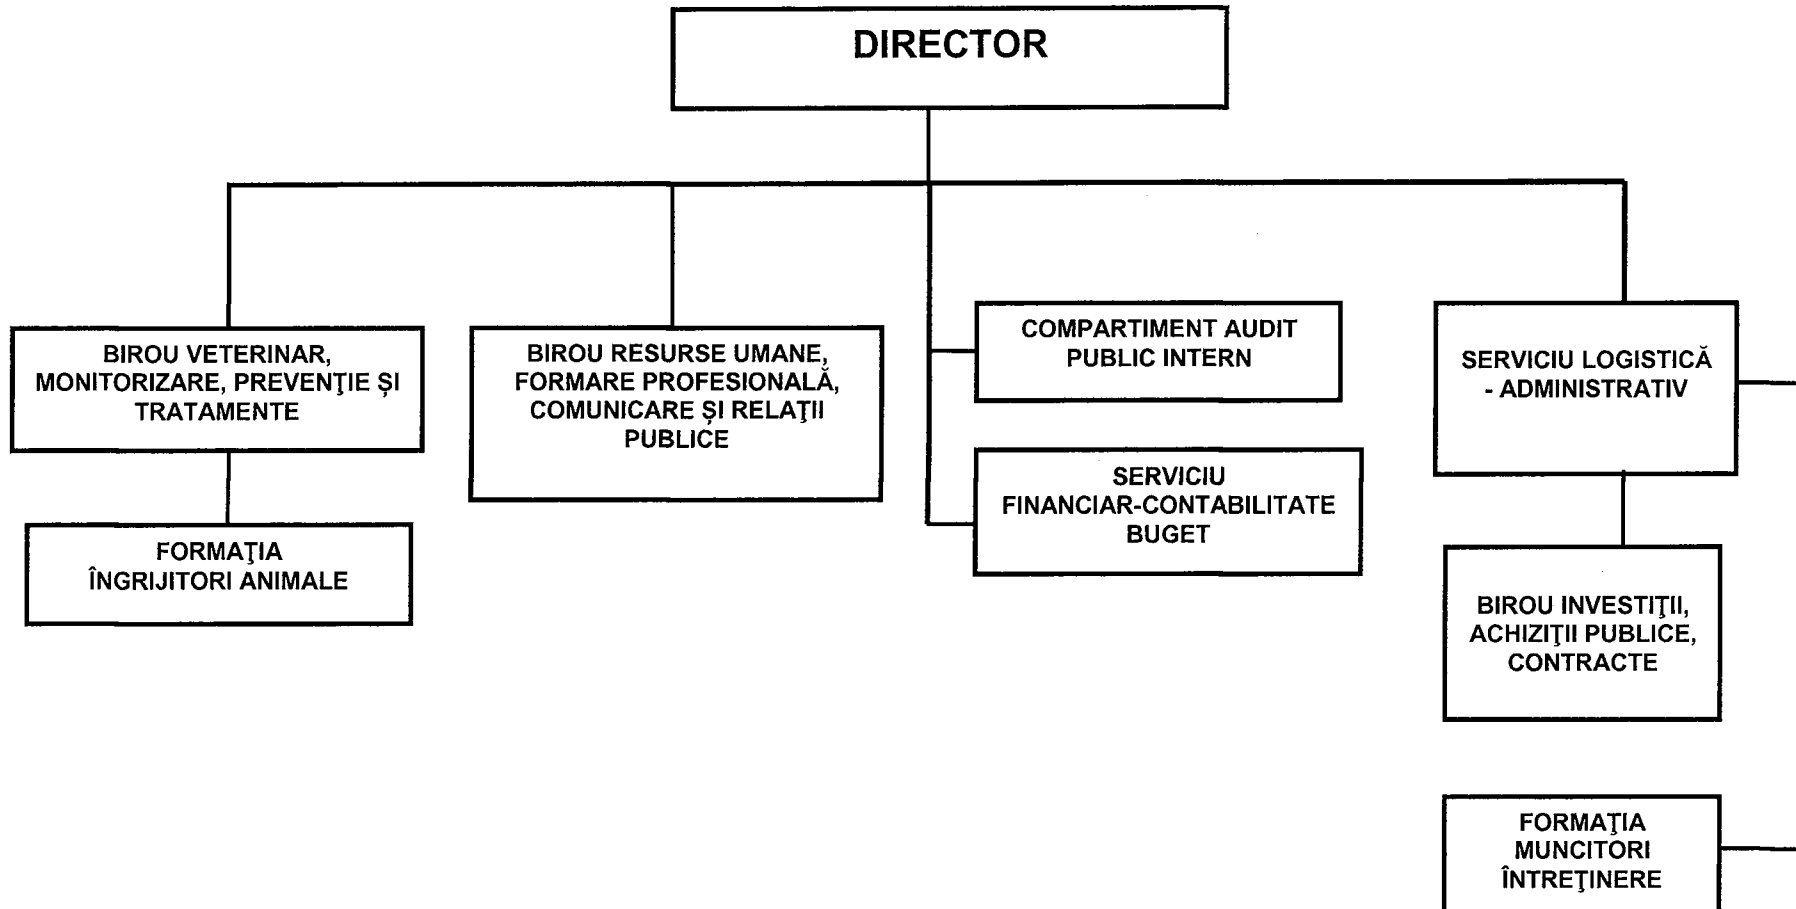 DIRECTOR
BIROU VETERINAR,
MONITORIZARE, PREVENŢIE ȘI
TRATAMENTE
FORMAŢIA
ÎNGRIJITORI ANIMALE
BIROU RESURSE UMANE,
FORMARE PROFESIONALĂ,
COMUNICARE ȘI RELAŢII
PUBLICE
COMPARTIMENT AUDIT
PUBLIC INTERN
SERVICIU
FINANCIAR-CONTABILITATE
BUGET
SERVICIU LOGISTICĂ
- ADMINISTRATIV
BIROU INVESTIŢII,
ACHIZIŢII PUBLICE,
CONTRACTE
FORMAŢIA
MUNCITORI
ÎNTREŢINERE